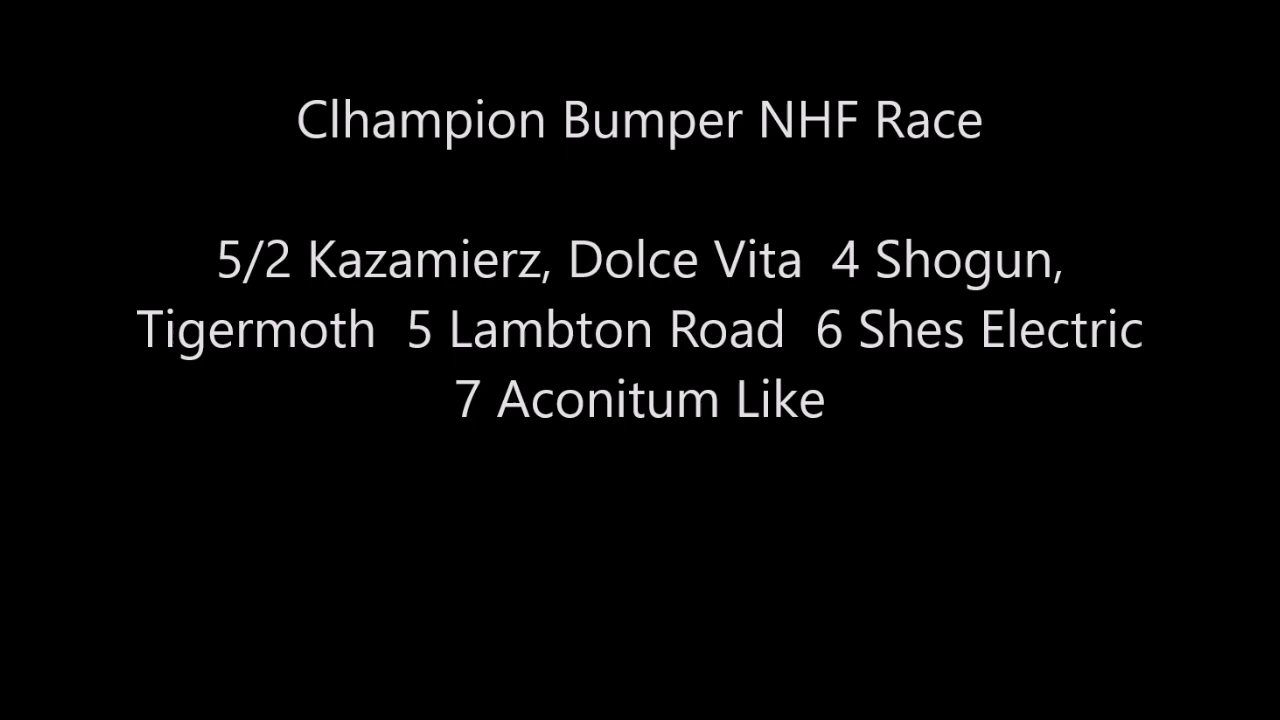 Clhampion Bumper NHF Race
5/2 Kazamierz, Dolce Vita  4 Shogun,
Tigermoth  5 Lambton Road  6 Shes Electric
7 Aconitum Like